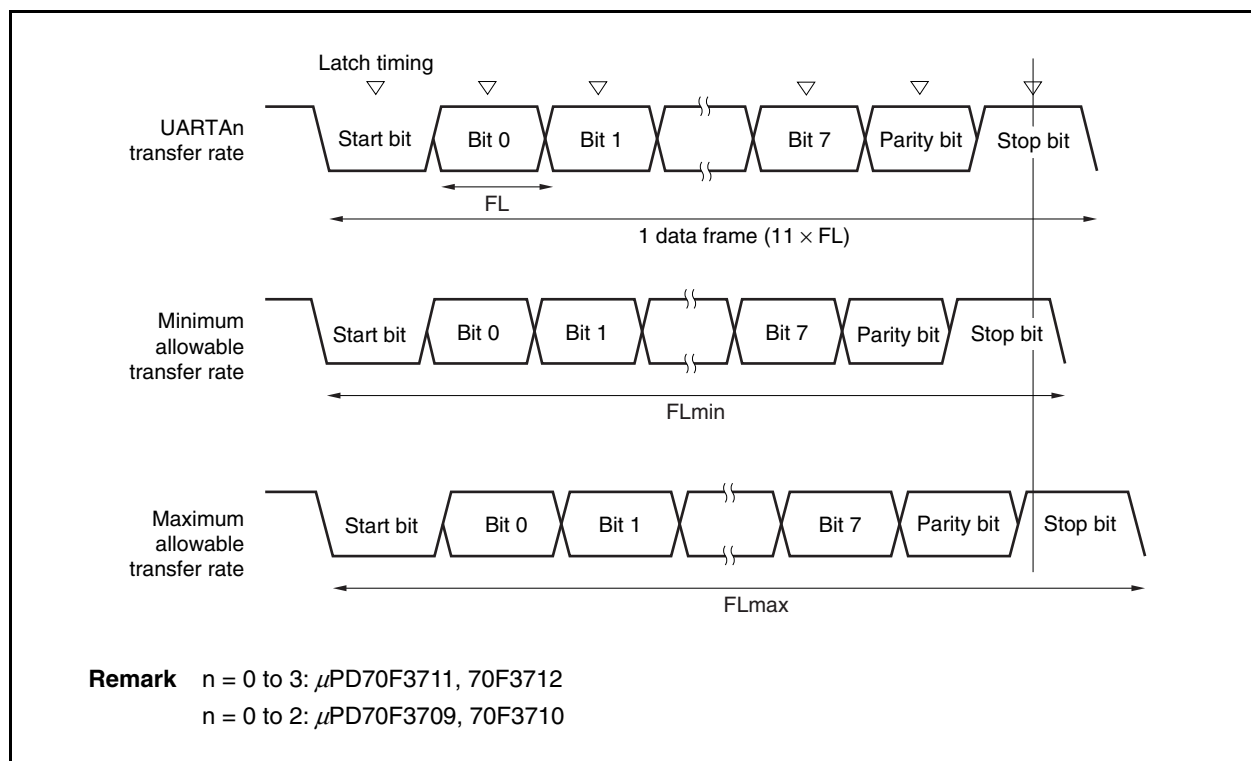 Latch timing
UARTAn
transfer rate
Start bit
Bit 0
Bit 1
Bit 7
Parity bit
Stop bit
FL
1 data frame (11 × FL)
Minimum
allowable
transfer rate
Start bit
Bit 0
Bit 1
Bit 7
Parity bit
Stop bit
FLmin
Maximum
allowable
transfer rate
Start bit
Bit 0
Bit 1
Bit 7
Parity bit
Stop bit
FLmax
Remark n = 0 to 3: μPD70F3711, 70F3712
n = 0 to 2: μPD70F3709, 70F3710